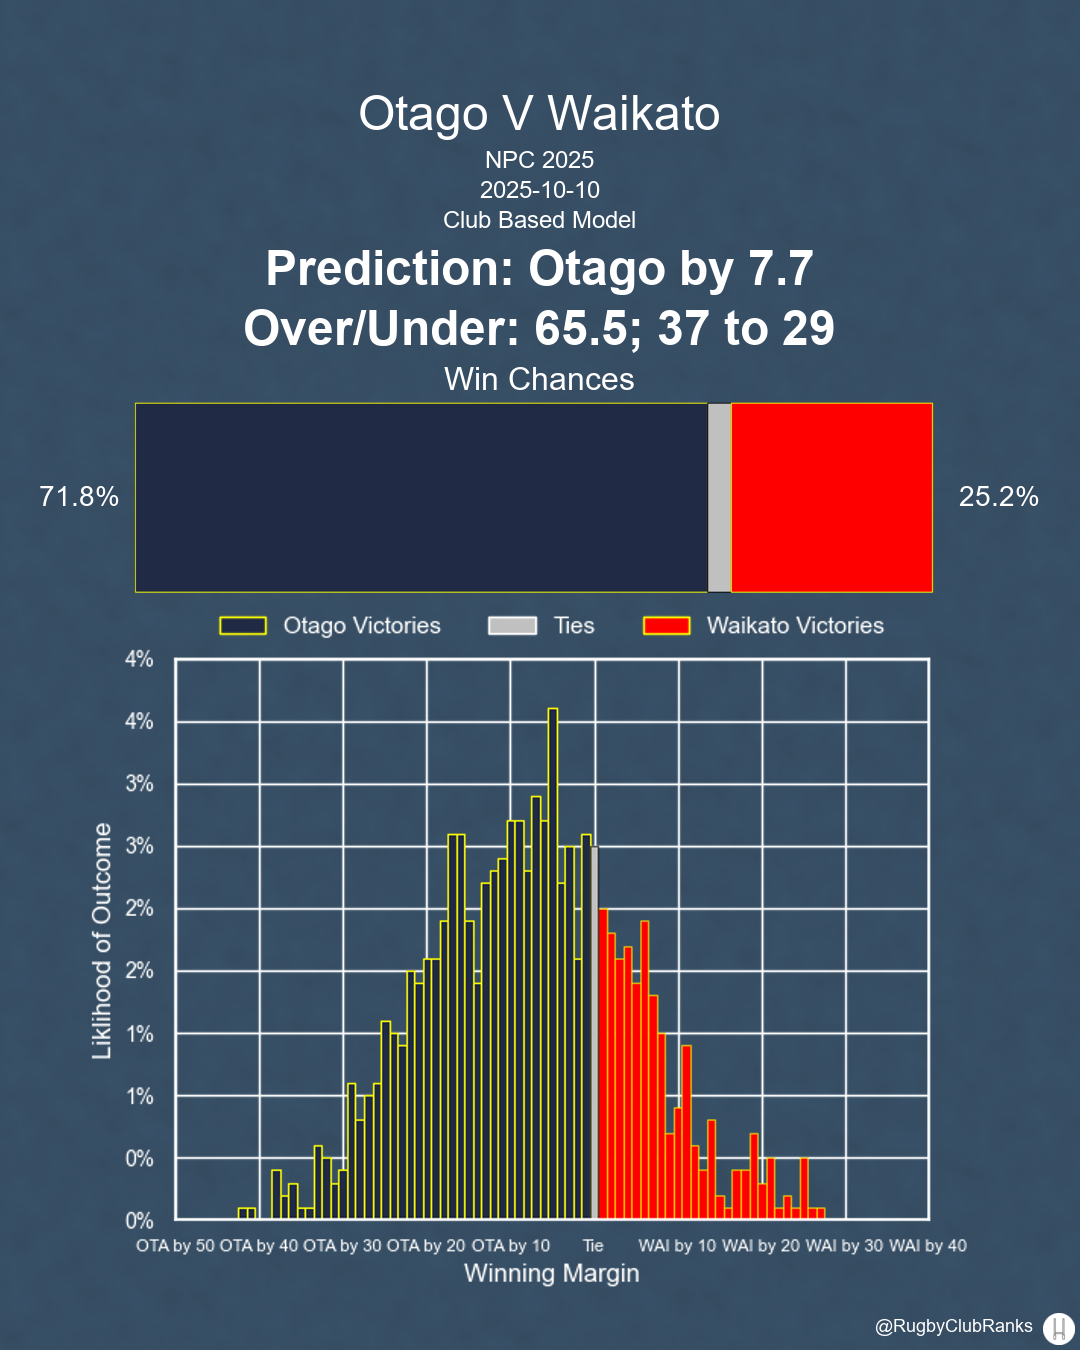 Otago V Waikato
NPC 2025
2025-10-10
Club Based Model
Prediction: Otago by 7.7
Over/Under: 65.5; 37 to 29
Win Chances
71.8%
25.2%
Otago Victories
Ties
Waikato Victories
4%
4%
3%
3%
2%
2%
1%
1%
0%
0%
Liklihood of Outcome
OTA by 50 OTA by 40 OTA by 30 OTA by 20 OTA by 10 Tie WAI by 10 WAI by 20 WAI by 30 WAI by 40
Winning Margin
@RugbyClubRanks